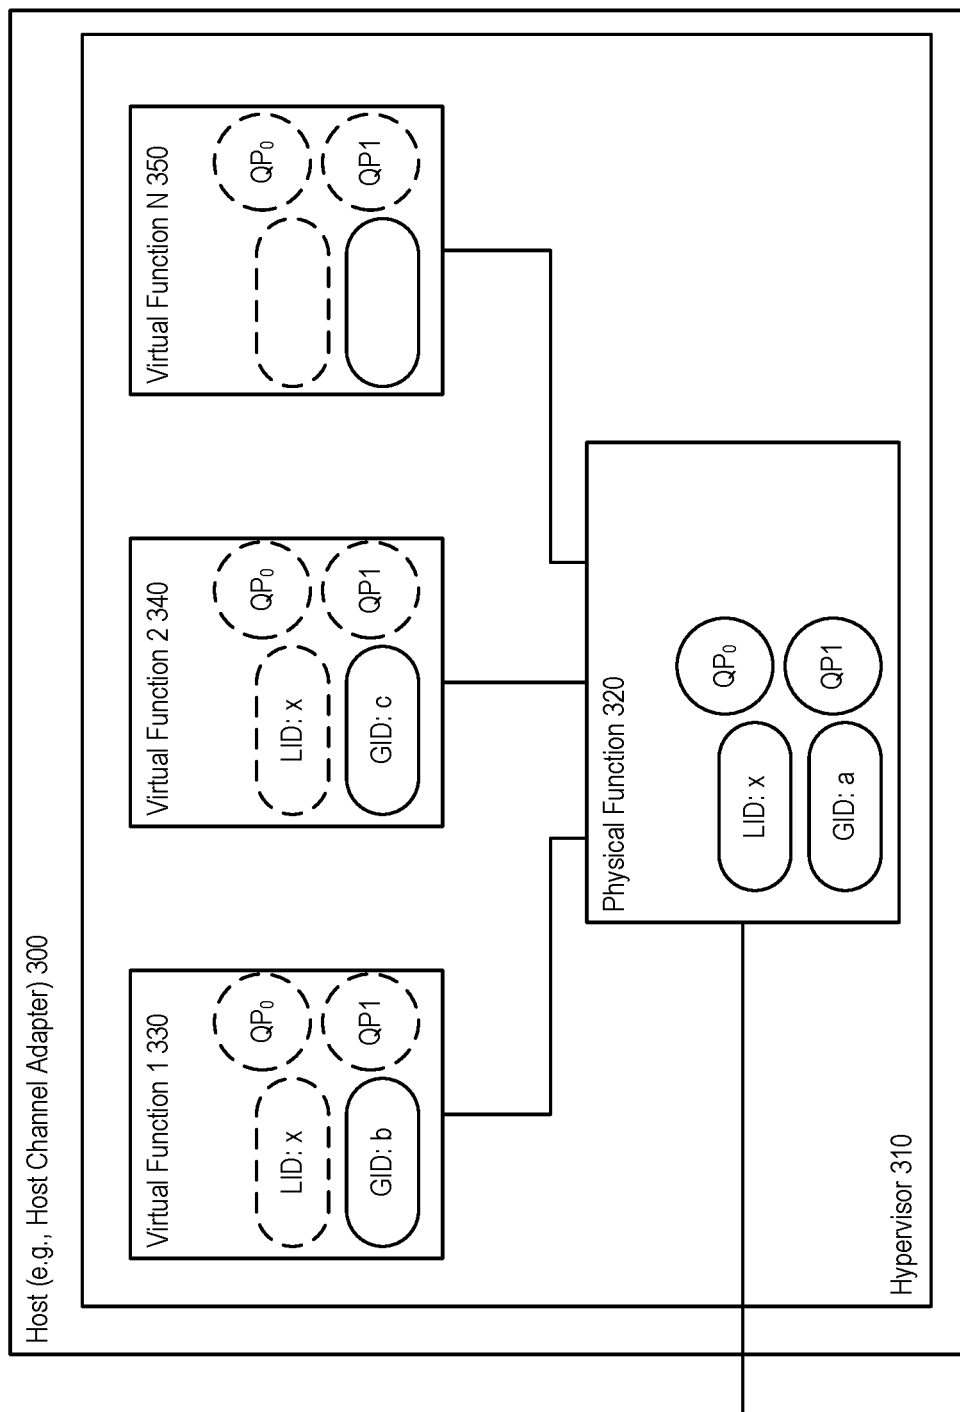 Host (e.g., Host Channel Adapter) 300
Virtual Function 1 330
QP0
LID: x
QP1
GID: b
Virtual Function 2 340
QP0
LID: x
QP1
GID: c
Virtual Function N 350
QP0
QP1
Physical Function 320
QP0
LID: x
QP1
GID: a
Hypervisor 310